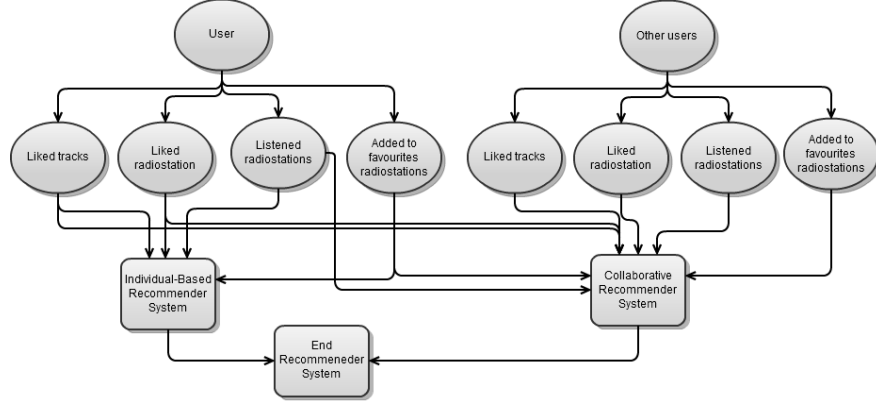 User
Other users
Liked tracks
Liked
radiostation
Listened
radiostations
Added to
favourites
radiostations
Liked tracks
Liked
radiostation
Listened
radiostations
Added to
favourites
radiostations
Individual-Based
Recommender
System
Collaborative
Recommender
System
End
Recommeneder
System